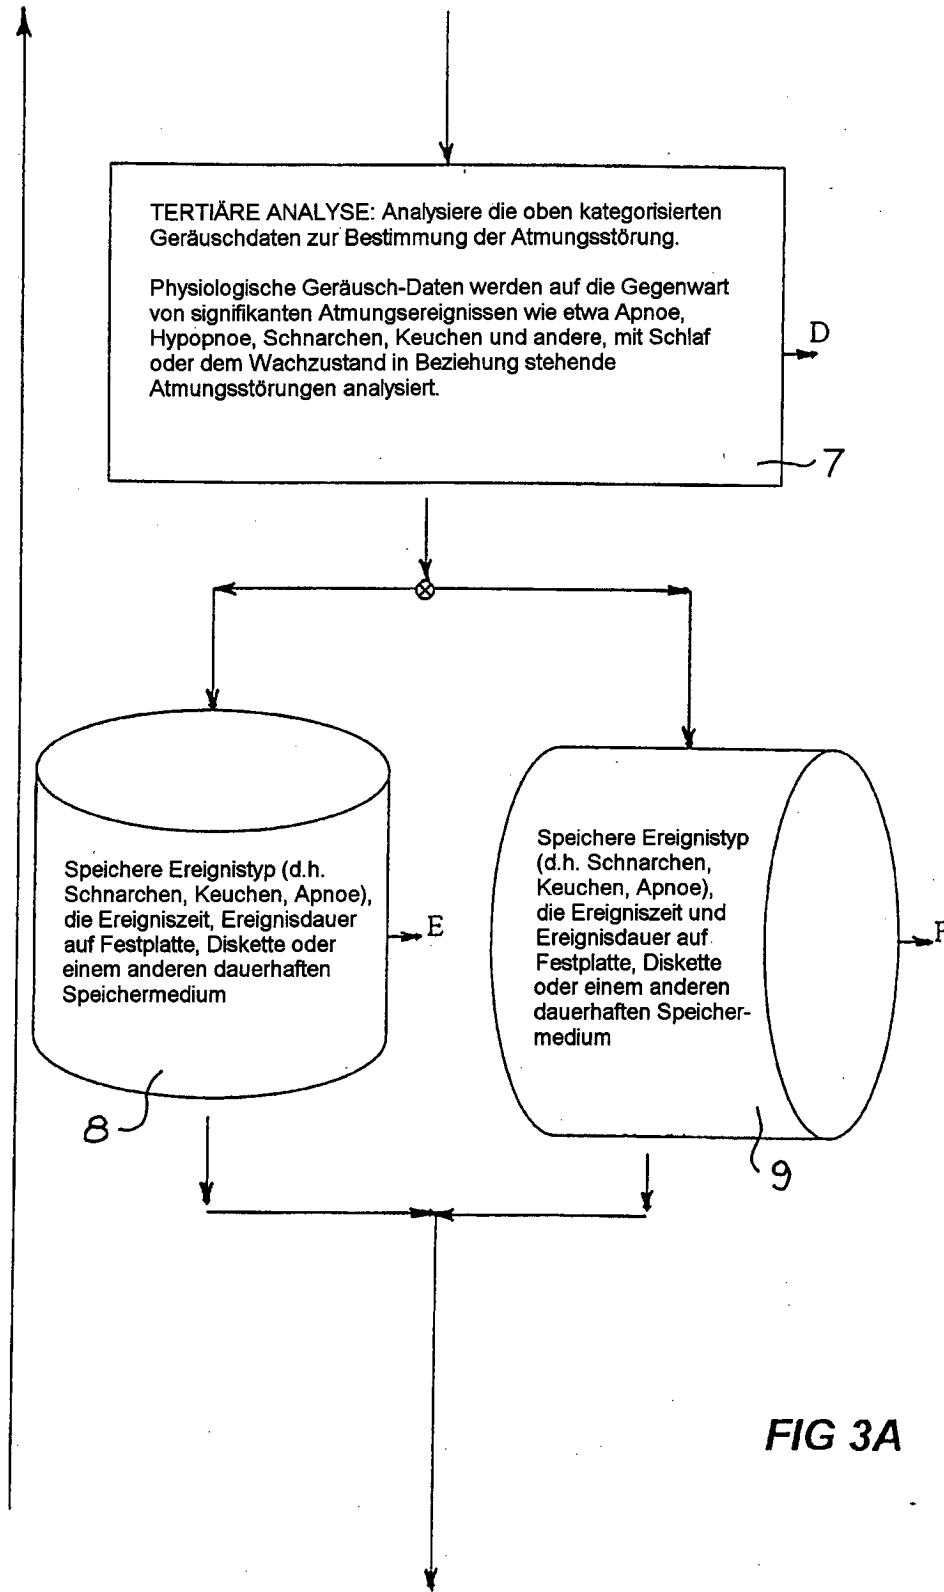 TERTIÄRE ANALYSE: Analysiere die oben kategorisierten
Geräuschdaten zur Bestimmung der Atmungsstörung.
Physiologische Geräusch-Daten werden auf die Gegenwart
von signifikanten Atmungsereignissen wie etwa Apnoe,
Hypopnoe, Schnarchen, Keuchen und andere, mit Schlaf
oder dem Wachzustand in Beziehung stehende
Atmungsstörungen analysiert.
D
7
Speichere Ereignistyp (d.h.
Schnarchen, Keuchen, Apnoe),
die Ereigniszeit, Ereignisdauer
auf Festplatte, Diskette oder
einem anderen dauerhaften
Speichermedium
E
8
Speichere Ereignistyp
(d.h. Schnarchen,
Keuchen, Apnoe),
die Ereigniszeit und
Ereignisdauer auf
Festplatte, Diskette
oder einem anderen
dauerhaften Speicher-
medium
F
9
FIG 3A